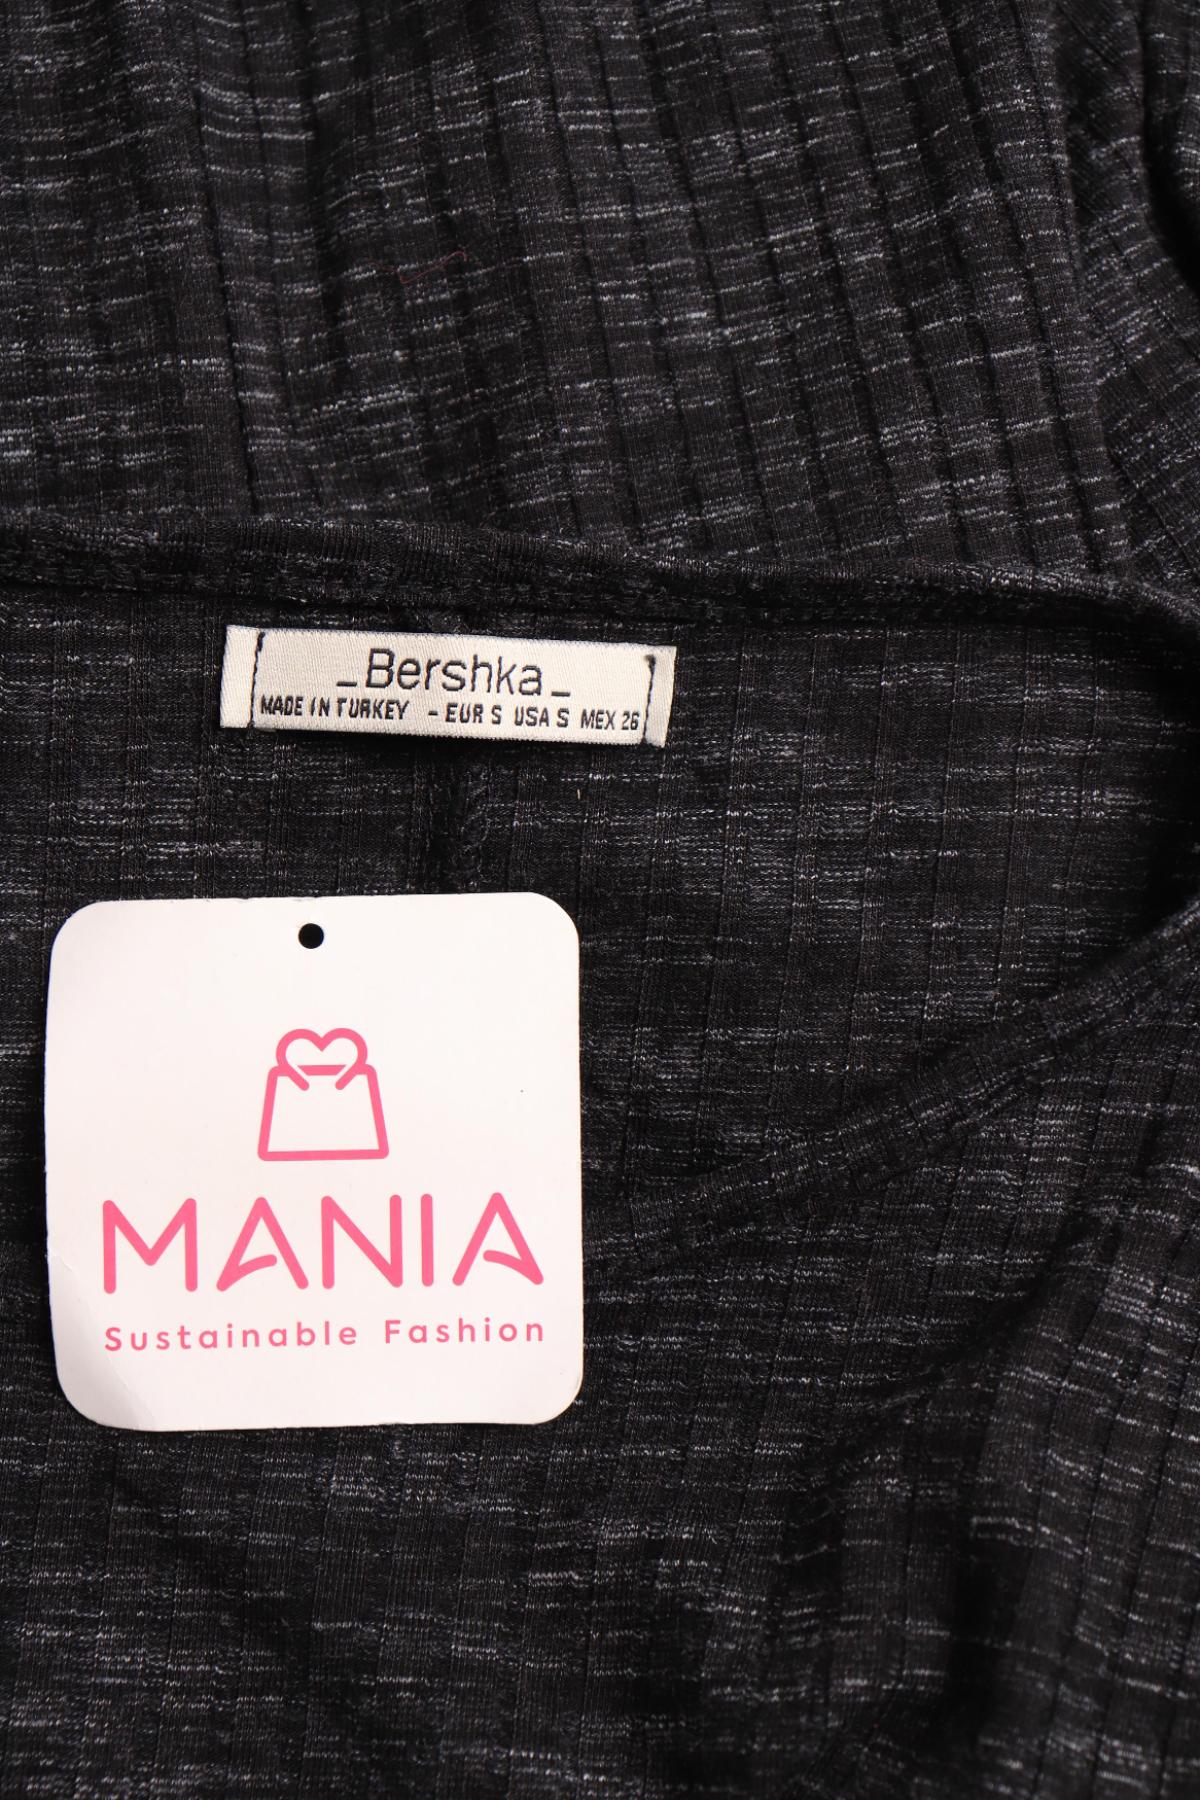 _Bershka_
MADE IN TURKEY - EUR S USA S MEX 26
MANIA
Sustainable Fashion